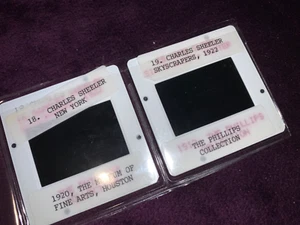 18. CHARLES SHEELER
NEW YORK
1920, THE MUSEUM OF
FINE ARTS, HOUSTON
19. CHARLES SHEELER
SKYSCRAPERS, 1922
THE PHILLIPS
COLLECTION